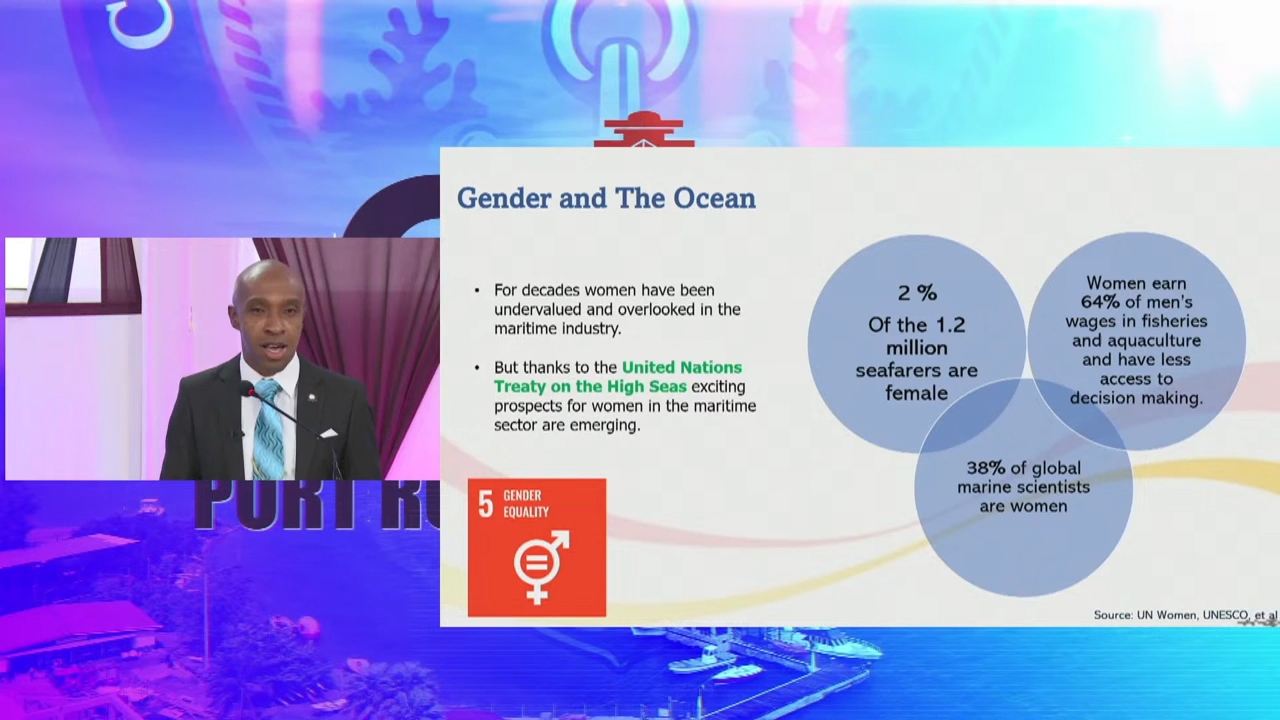 C
PORT R
Gender and The Ocean
• For decades women have been
undervalued and overlooked in the
maritime industry.
• But thanks to the United Nations
Treaty on the High Seas exciting
prospects for women in the maritime
sector are emerging.
5 GENDER
EQUALITY
2 %
Of the 1.2
million
seafarers are
female
Women earn
64% of men's
wages in fisheries
and aquaculture
and have less
access to
decision making.
38% of global
marine scientists
are women
Source: UN Women, UNESCO, et al